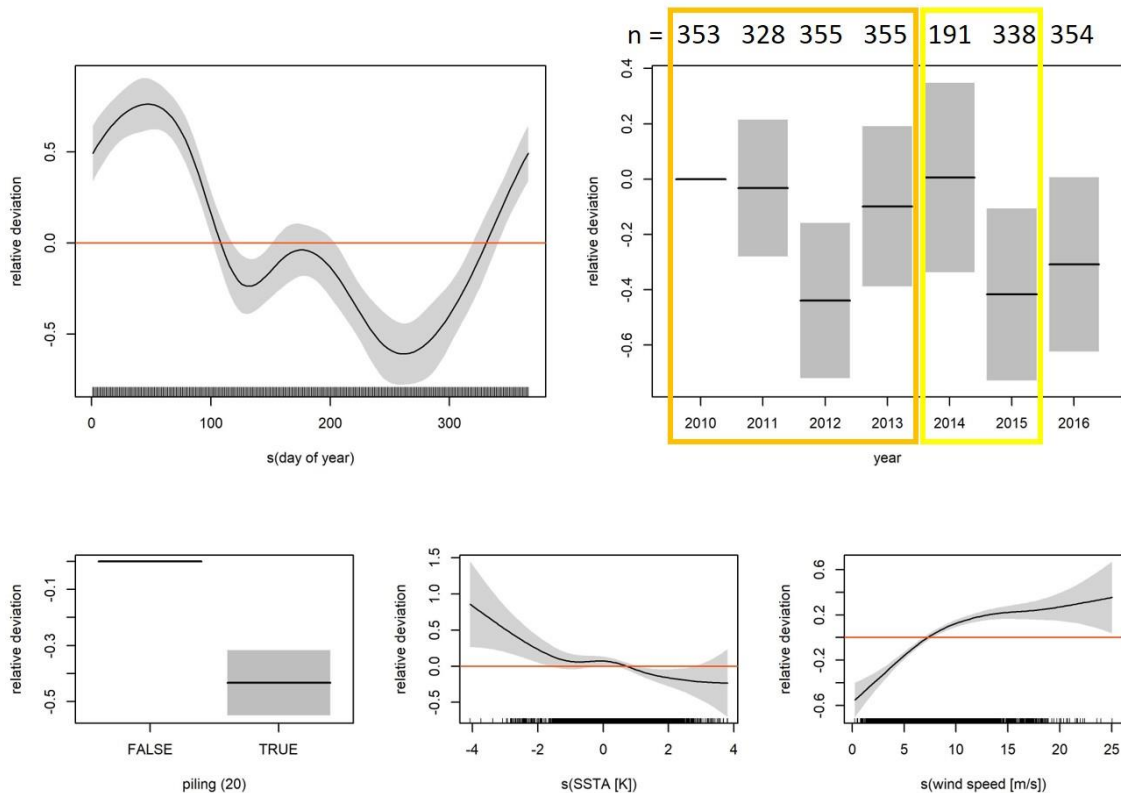 n = 353 328 355 355 191 338 354
relative deviation
0.5
0.0
-0.5
0 100 200 300
s(day of year)
relative deviation
0.4
0.2
0.0
-0.2
-0.4
-0.6
2010 2011 2012 2013 2014 2015 2016
year
relative deviation
-0.1
-0.3
-0.5
FALSE TRUE
piling (20)
relative deviation
1.5
1.0
0.5
0.0
-0.5
-4 -2 0 2 4
s(SSTA [K])
relative deviation
0.6
0.2
-0.2
-0.6
0 5 10 15 20 25
s(wind speed [m/s])